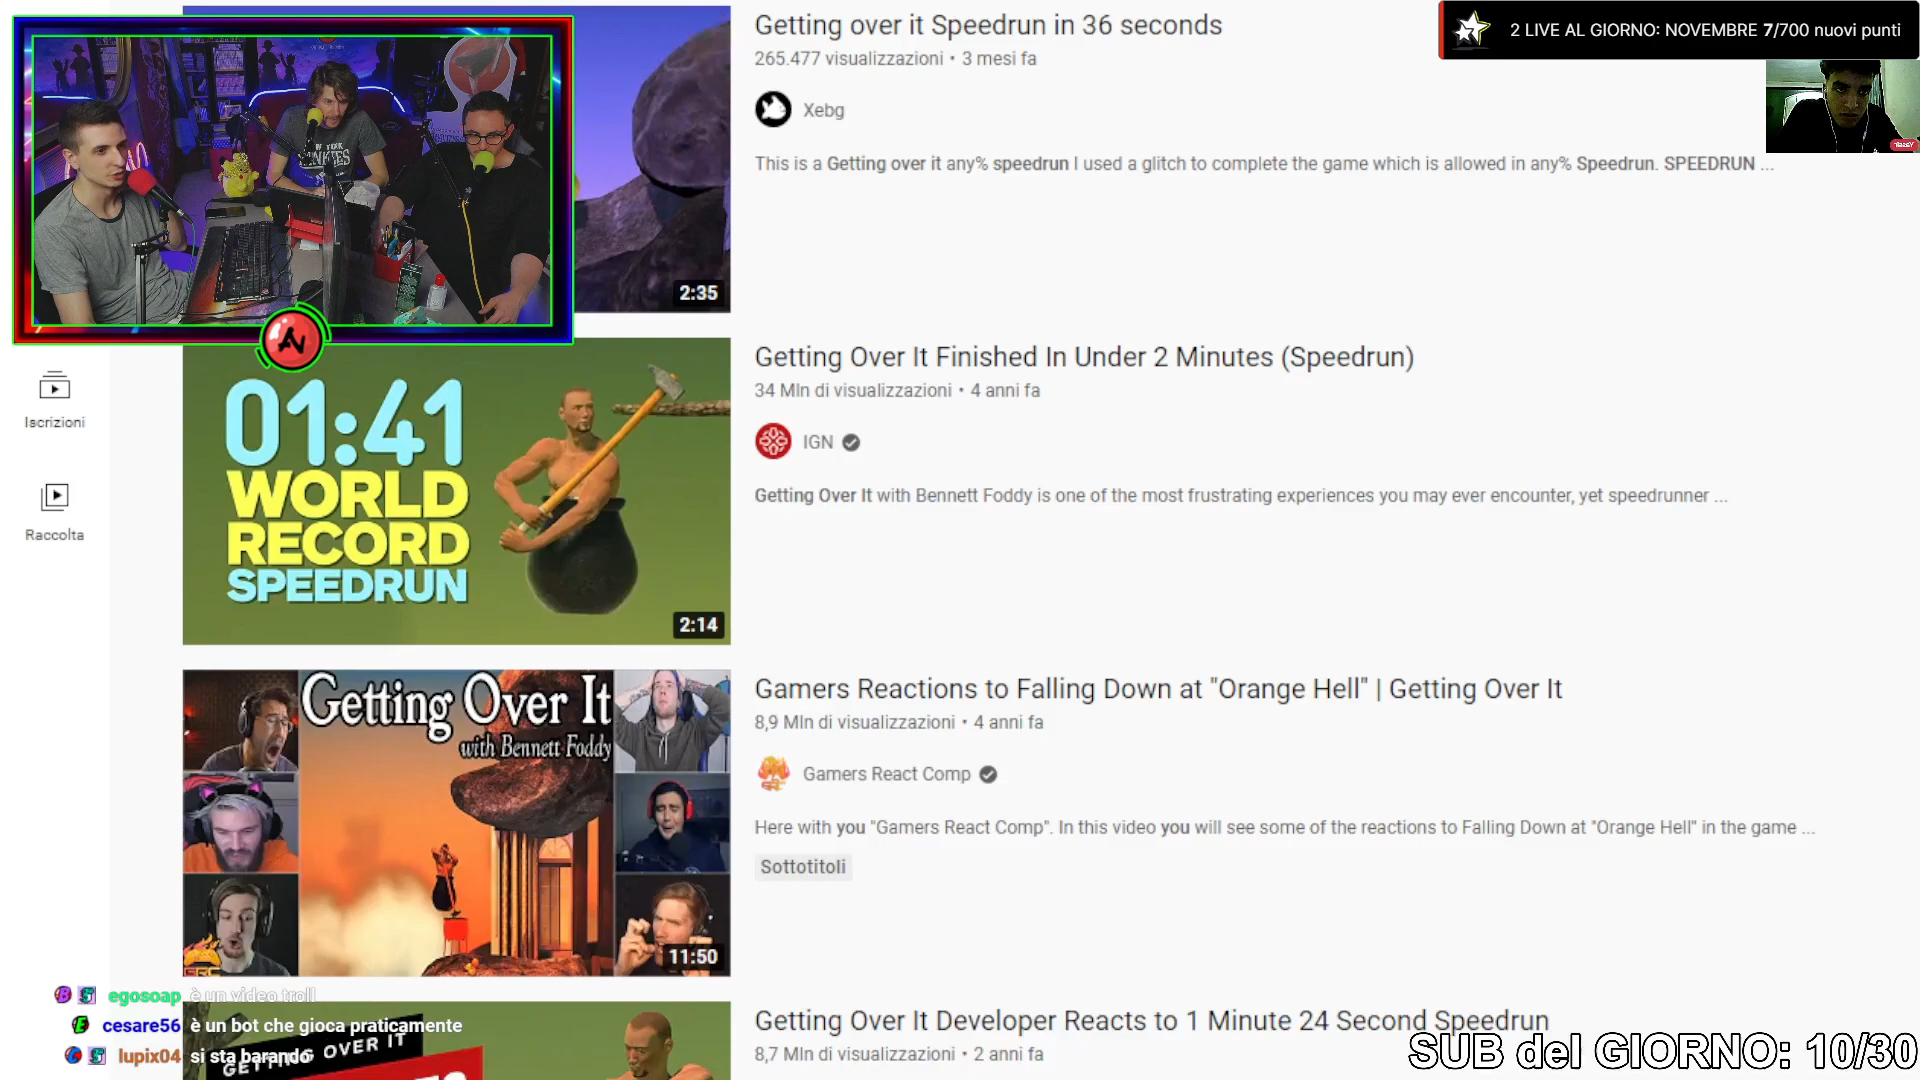 Getting over it Speedrun in 36 seconds
265.477 visualizzazioni • 3 mesi fa
Xebg
This is a Getting over it any% speedrun I used a glitch to complete the game which is allowed in any% Speedrun. SPEEDRUN ...
2:35
2 LIVE AL GIORNO: NOVEMBRE 7/700 nuovi punti
Iscrizioni
Raccolta
01:41
WORLD
RECORD
SPEEDRUN
2:14
Getting Over It Finished In Under 2 Minutes (Speedrun)
34 Mln di visualizzazioni • 4 anni fa
IGN
Getting Over It with Bennett Foddy is one of the most frustrating experiences you may ever encounter, yet speedrunner ...
Getting Over It
with Bennett Foddy
11:50
Gamers Reactions to Falling Down at "Orange Hell" | Getting Over It
8,9 Mln di visualizzazioni • 4 anni fa
Gamers React Comp
Here with you "Gamers React Comp". In this video you will see some of the reactions to Falling Down at "Orange Hell" in the game ...
Sottotitoli
egosoap è un video troll
cesare56 è un bot che gioca praticamente
lupix04 si sta barando
GETTING OVER IT
Getting Over It Developer Reacts to 1 Minute 24 Second Speedrun
8,7 Mln di visualizzazioni • 2 anni fa
SUB del GIORNO: 10/30